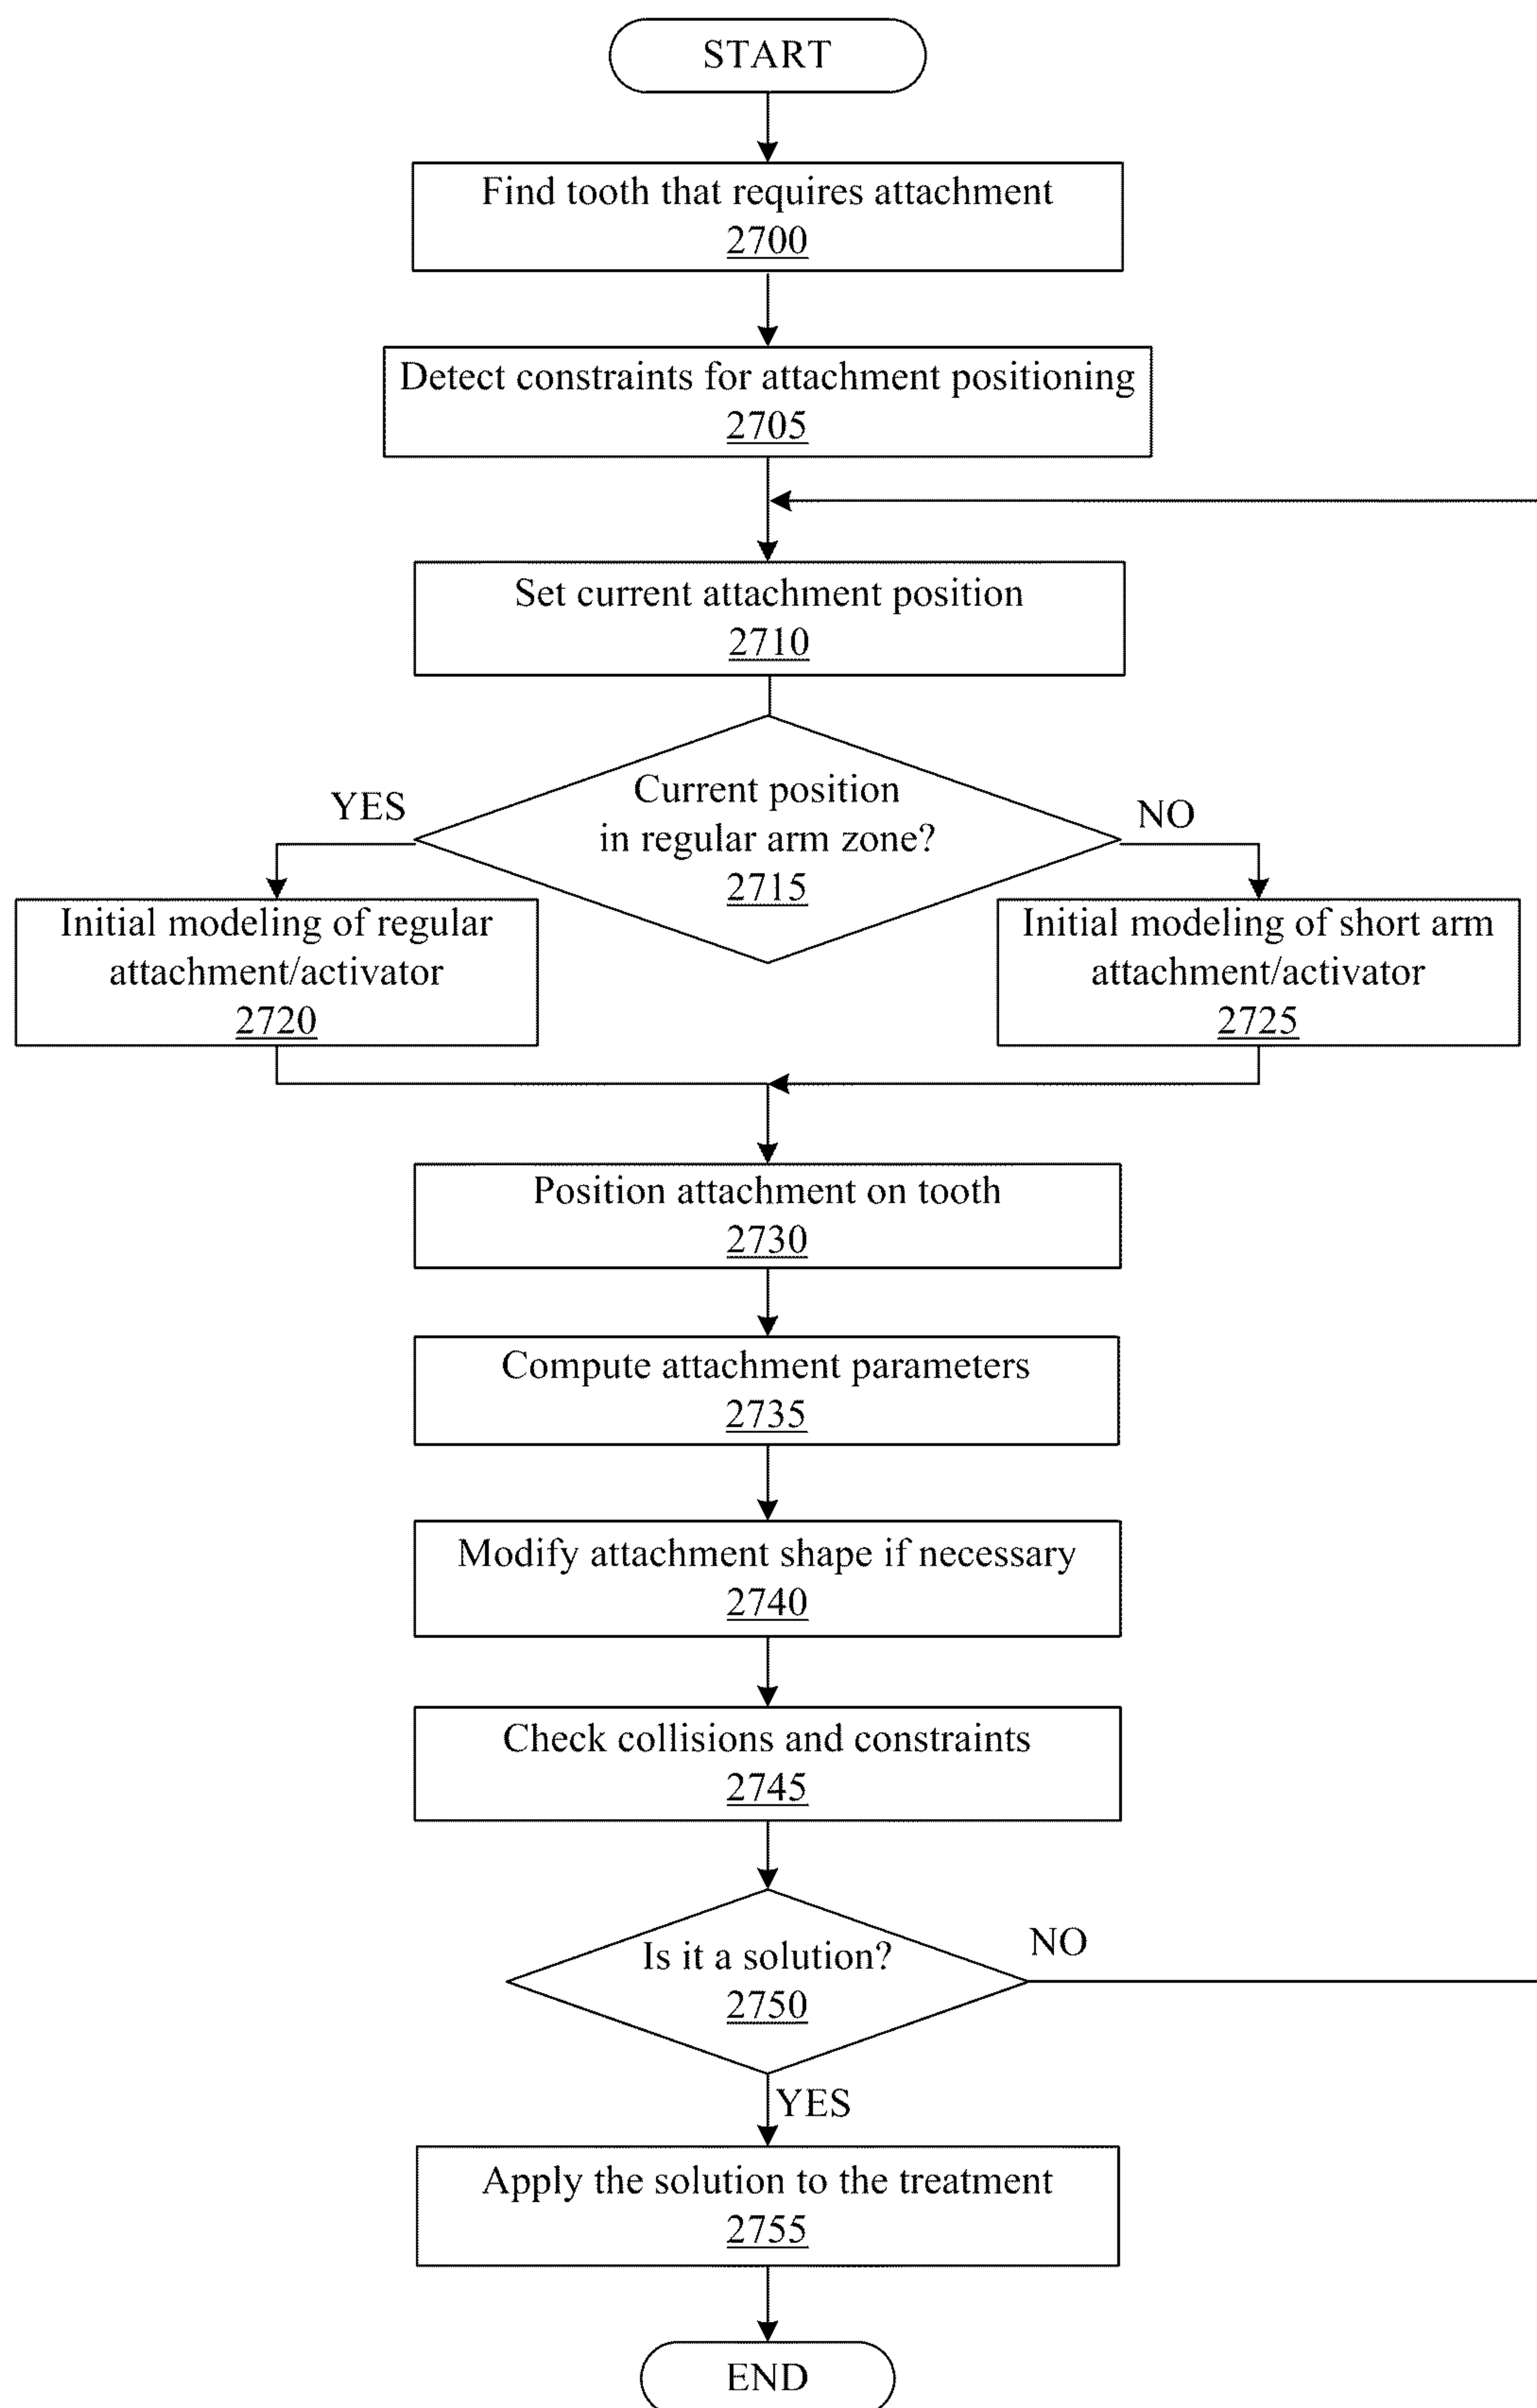 START
Find tooth that requires attachment
2700
Detect constraints for attachment positioning
2705
Set current attachment position
2710
Current position
in regular arm zone?
2715
YES
NO
Initial modeling of regular
attachment/activator
2720
Initial modeling of short arm
attachment/activator
2725
Position attachment on tooth
2730
Compute attachment parameters
2735
Modify attachment shape if necessary
2740
Check collisions and constraints
2745
Is it a solution?
2750
NO
YES
Apply the solution to the treatment
2755
END